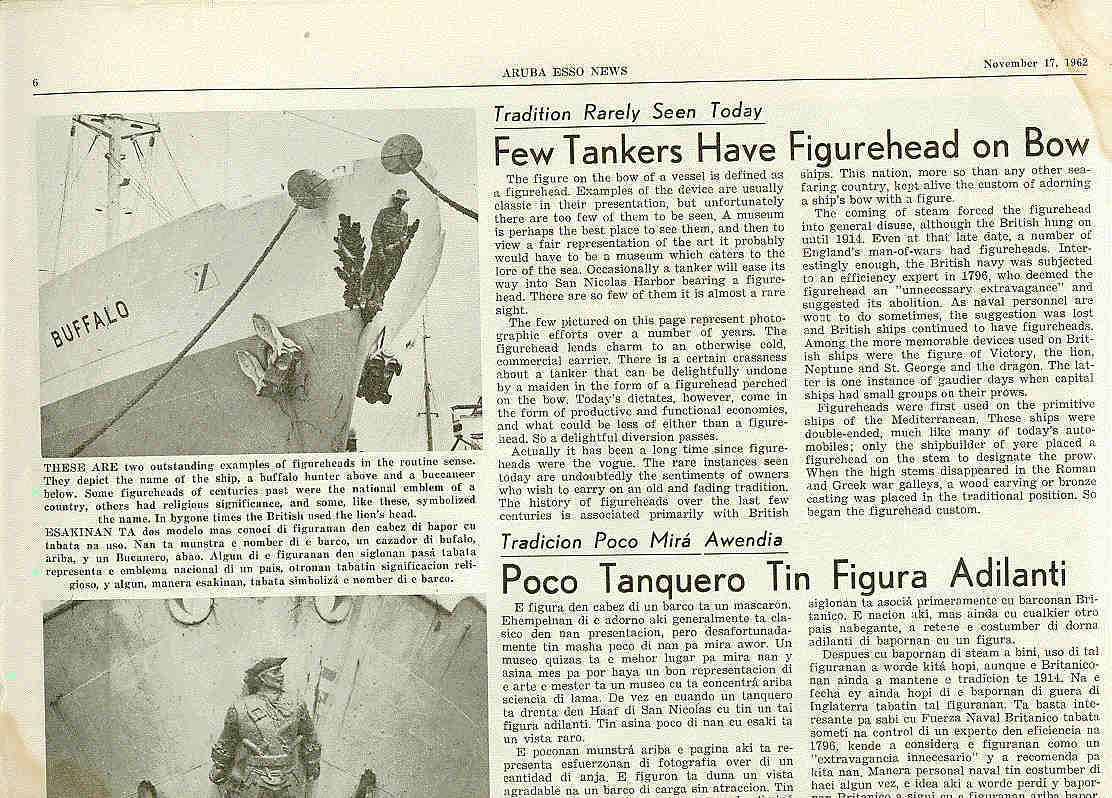 6
ARUBA ESSO NEWS
November 17, 1962
BUFFALO
THESE ARE two outstanding examples of figureheads in the routine sense.
They depict the name of the ship, a buffalo hunter above and a buccaneer
below. Some figureheads of centuries past were the national emblem of a
country, others had religious significance, and some, like these, symbolized
the name. In bygone times the British used the lion's head.
ESAKINAN TA dos modelo mas conoci di figuranan den cabez di bapor cu
tabata na uso. Nan ta munstra e nomber di e barco, un cazador di bufalo,
ariba, y un Bucanero, abao. Algun di e figuranan den siglonan pasá tabata
representa e emblema nacional di un pais, otronan tabatin significacion reli-
gioso, y algun, manera esakinan, tabata simbolizá e nomber di e barco.
Tradition Rarely Seen Today
Few Tankers Have Figurehead on Bow
The figure on the bow of a vessel is defined as
a figurehead. Examples of the device are usually
classic in their presentation, but unfortunately
there are too few of them to be seen. A museum
is perhaps the best place to see them, and then to
view a fair representation of the art it probably
would have to be a museum which caters to the
lore of the sea. Occasionally a tanker will ease its
way into San Nicolas Harbor bearing a figure-
head. There are so few of them it is almost a rare
sight.
The few pictured on this page represent photo-
graphic efforts over a number of years. The
figurehead lends charm to an otherwise cold,
commercial carrier. There is a certain crassness
about a tanker that can be delightfully undone
by a maiden in the form of a figurehead perched
on the bow. Today's dictates, however, come in
the form of productive and functional economies,
and what could be less of either than a figure-
head. So a delightful diversion passes.
Actually it has been a long time since figure-
heads were the vogue. The rare instances seen
today are undoubtedly the sentiments of owners
who wish to carry on an old and fading tradition.
The history of figureheads over the last few
centuries is associated primarily with British
ships. This nation, more so than any other sea-
faring country, kept alive the custom of adorning
a ship's bow with a figure.
The coming of steam forced the figurehead
into general disuse, although the British hung on
until 1914. Even at that late date, a number of
England's man-of-wars had figureheads. Inter-
estingly enough, the British navy was subjected
to an efficiency expert in 1796, who deemed the
figurehead an "unnecessary extravagance" and
suggested its abolition. As naval personnel are
wont to do sometimes, the suggestion was lost
and British ships continued to have figureheads.
Among the more memorable devices used on Brit-
ish ships were the figure of Victory, the lion,
Neptune and St. George and the dragon. The lat-
ter is one instance of gaudier days when capital
ships had small groups on their prows.
Figureheads were first used on the primitive
ships of the Mediterranean. These ships were
double-ended, much like many of today's auto-
mobiles; only the shipbuilder of yore placed a
figurehead on the stem to designate the prow.
When the high stems disappeared in the Roman
and Greek war galleys, a wood carving or bronze
casting was placed in the traditional position. So
began the figurehead custom.
Tradicion Poco Mirá Awendia
Poco Tanquero Tin Figura Adilanti
E figura den cabez di un barco ta un mascaron.
Ehempelnan di e adorno aki generalmente ta cla-
sico den nan presentacion, pero desafortunada-
mente tin masha poco di nan pa mira awor. Un
museo quizas ta e mehor lugar pa mira nan y
asina mes pa por haya un bon representacion di
e arte e mester ta un museo cu ta concentrá ariba
sciencia di lama. De vez en cuando un tanquero
ta drenta den Haaf di San Nicolas cu tin un tal
figura adilanti. Tin asina poco di nan cu esaki ta
un vista raro.
E poconan munstrá ariba e pagina aki ta re-
presenta esfuerzonan di fotografia over di un
cantidad di anja. E figuron ta duna un vista
agradable na un barco di carga sin atraccion. Tin
siglonan ta asociá primeramente cu barconan Bri-
tanico. E nacion aki, mas ainda cu cualkier otro
pais nabegante, a retene e costumber di dorna
adilanti di bapornan cu un figura.
Despues cu bapornan di steam a bini, uso di tal
figuranan a worde kitá hopi, aunque e Britanico-
nan ainda a mantene e tradicion te 1914. Na e
fecha ey ainda hopi di e bapornan di guera di
Inglaterra tabatin tal figuranan. Ta basta inte-
resante pa sabi cu Fuerza Naval Britanico tabata
someti na control di un experto den eficiencia na
1796, kende a considera e figuranan como un
"extravagancia innecesario" y a recomenda pa
kita nan. Manera personal naval tin costumber di
haci algun vez, e idea aki a worde perdí y bapor-
nan Britanico a sigui cu e figuranan ariba bapor.